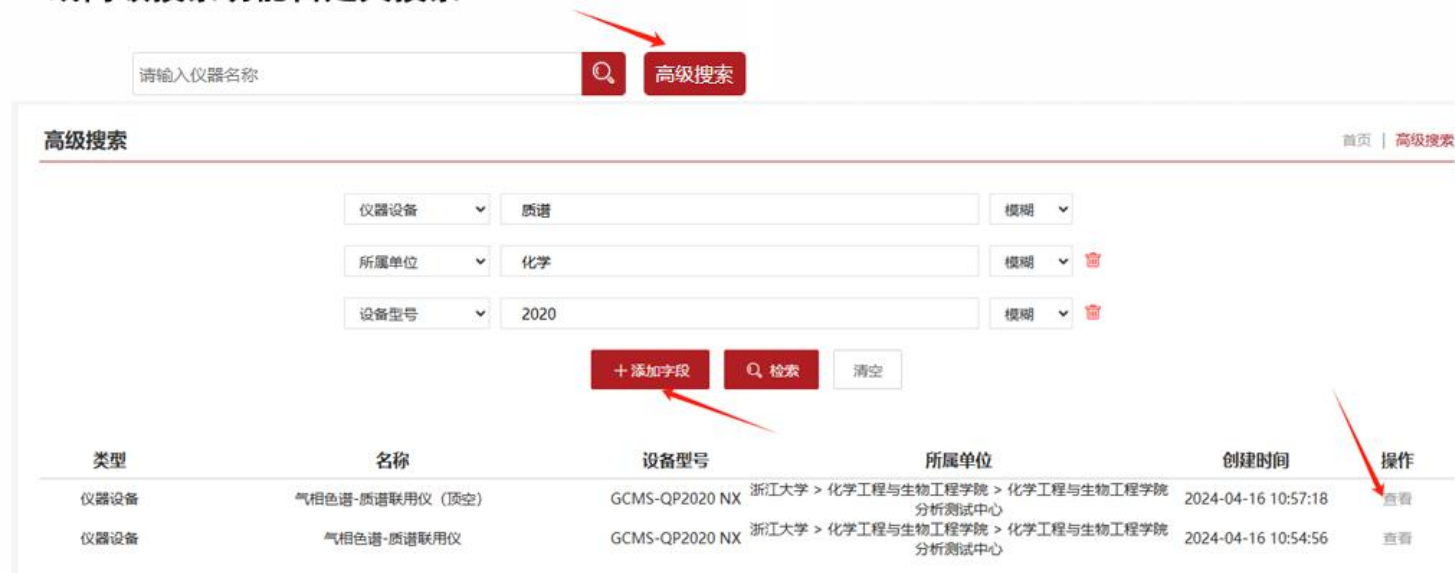 请输入仪器名称
高级搜索
高级搜索
首页 | 高级搜索
仪器设备 质谱 模糊
所属单位 化学 模糊
设备型号 2020 模糊
+添加字段 检索 清空
类型 名称 设备型号 所属单位 创建时间 操作
仪器设备 气相色谱-质谱联用仪（顶空） GCMS-QP2020 NX 浙江大学 > 化学工程与生物工程学院 > 化学工程与生物工程学院 2024-04-16 10:57:18 查看
分析测试中心
仪器设备 气相色谱-质谱联用仪 GCMS-QP2020 NX 浙江大学 > 化学工程与生物工程学院 > 化学工程与生物工程学院 2024-04-16 10:54:56 查看
分析测试中心